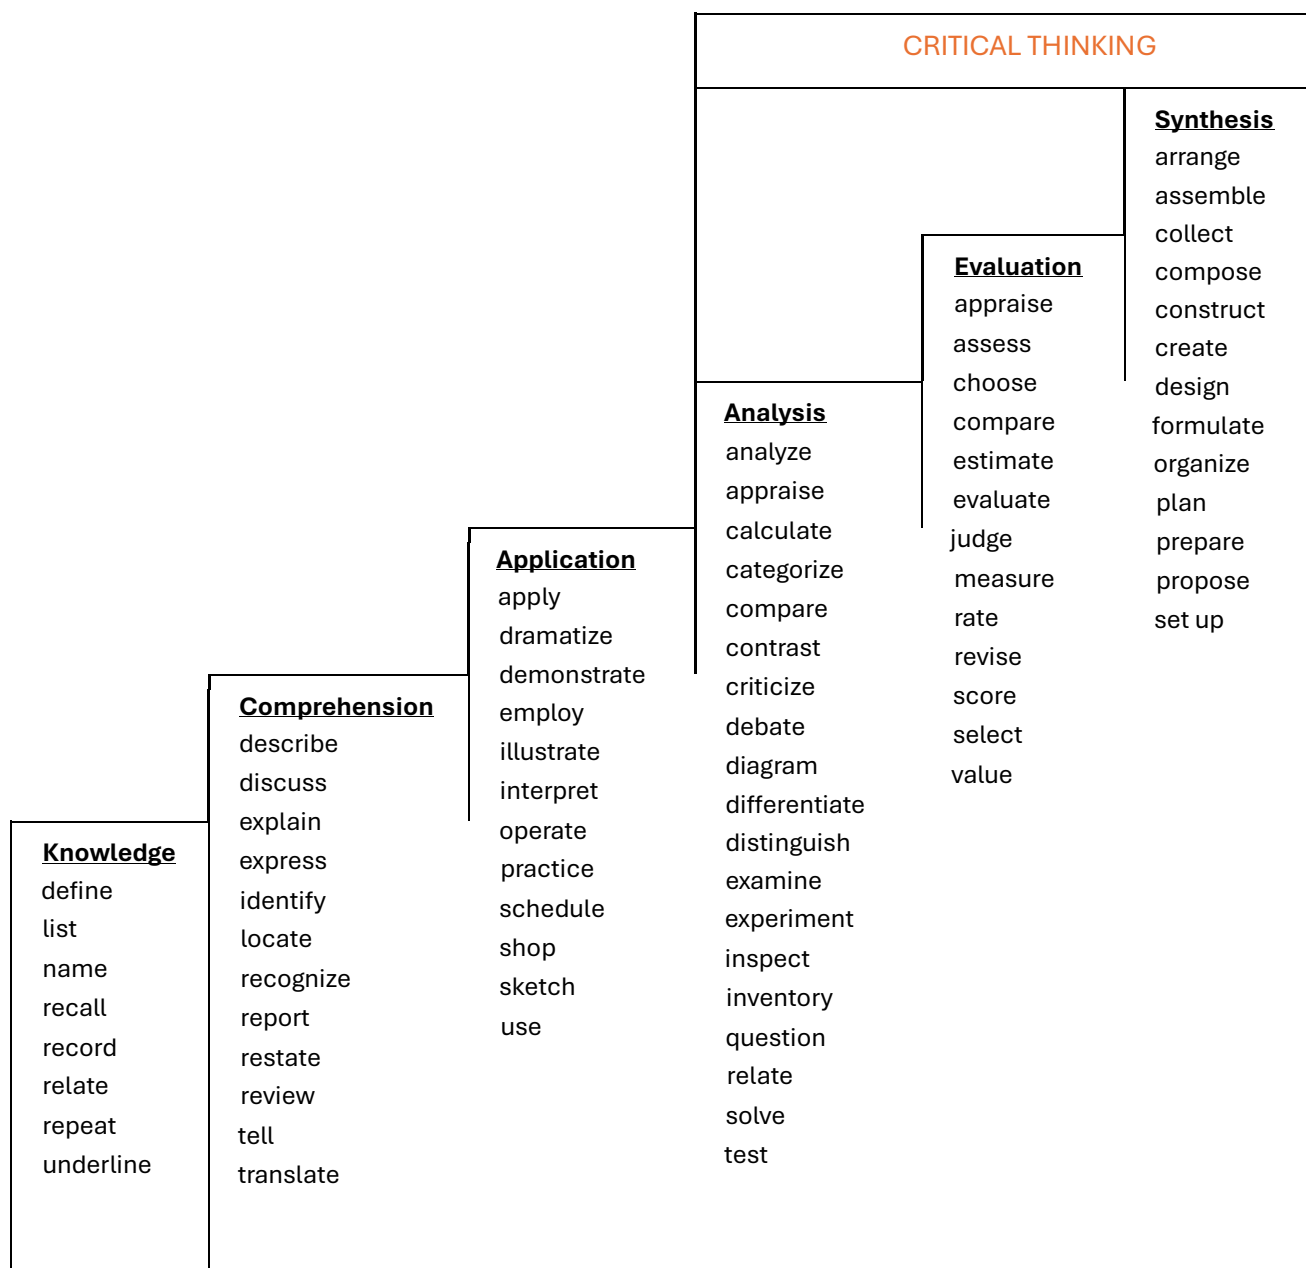 CRITICAL THINKING
Knowledge
define
list
name
recall
record
relate
repeat
underline
Comprehension
describe
discuss
explain
express
identify
locate
recognize
report
restate
review
tell
translate
Application
apply
dramatize
demonstrate
employ
illustrate
interpret
operate
practice
schedule
shop
sketch
use
Analysis
analyze
appraise
calculate
categorize
compare
contrast
criticize
debate
diagram
differentiate
distinguish
examine
experiment
inspect
inventory
question
relate
solve
test
Evaluation
appraise
assess
choose
compare
estimate
evaluate
judge
measure
rate
revise
score
select
value
Synthesis
arrange
assemble
collect
compose
construct
create
design
formulate
organize
plan
prepare
propose
set up